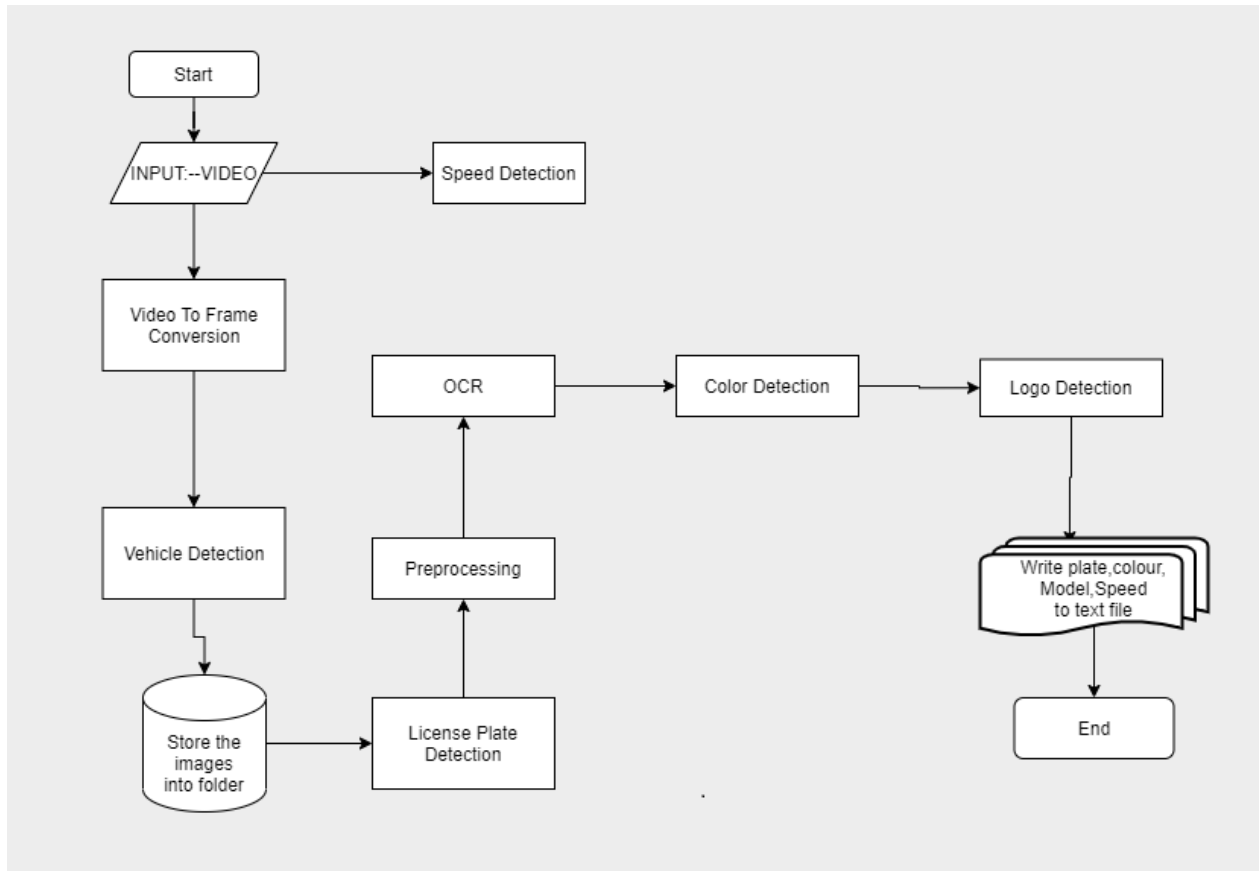 Start
INPUT:--VIDEO
Speed Detection
Video To Frame
Conversion
Vehicle Detection
Store the
images
into folder
License Plate
Detection
Preprocessing
OCR
Color Detection
Logo Detection
Write plate,colour,
Model,Speed
to text file
End